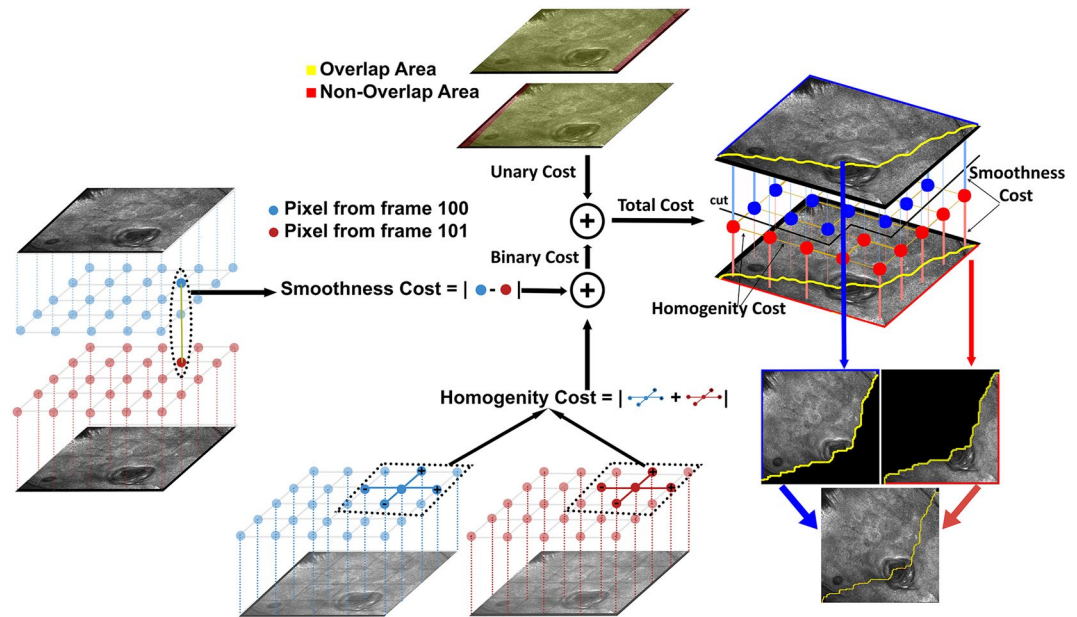 Overlap Area
Non-Overlap Area
Unary Cost
Pixel from frame 100
Pixel from frame 101
Total Cost
cut
Smoothness
Cost
Binary Cost
Smoothness Cost = | - |
Homogenity Cost
Homogenity Cost = | + |